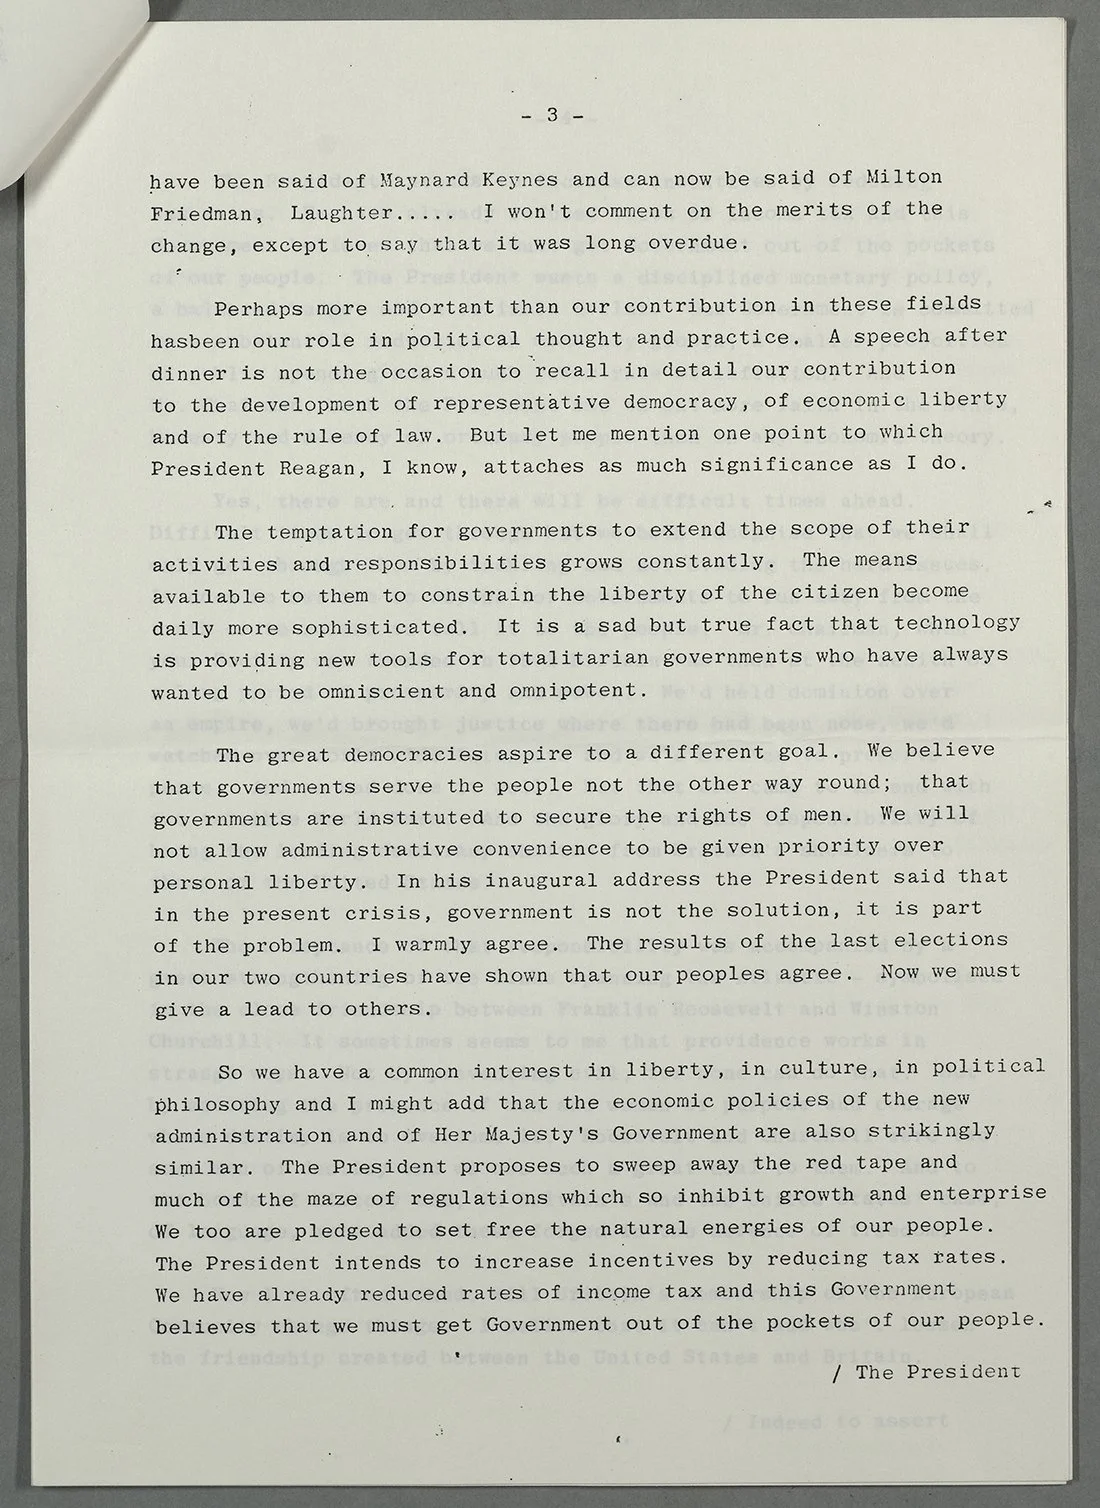 - 3 -
have been said of Maynard Keynes and can now be said of Milton
Friedman, Laughter..... I won't comment on the merits of the
change, except to say that it was long overdue.
Perhaps more important than our contribution in these fields
hasbeen our role in political thought and practice. A speech after
dinner is not the occasion to recall in detail our contribution
to the development of representative democracy, of economic liberty
and of the rule of law. But let me mention one point to which
President Reagan, I know, attaches as much significance as I do.
The temptation for governments to extend the scope of their
activities and responsibilities grows constantly. The means
available to them to constrain the liberty of the citizen become
daily more sophisticated. It is a sad but true fact that technology
is providing new tools for totalitarian governments who have always
wanted to be omniscient and omnipotent.
The great democracies aspire to a different goal. We believe
that governments serve the people not the other way round; that
governments are instituted to secure the rights of men. We will
not allow administrative convenience to be given priority over
personal liberty. In his inaugural address the President said that
in the present crisis, government is not the solution, it is part
of the problem. I warmly agree. The results of the last elections
in our two countries have shown that our peoples agree. Now we must
give a lead to others.
So we have a common interest in liberty, in culture, in political
philosophy and I might add that the economic policies of the new
administration and of Her Majesty's Government are also strikingly
similar. The President proposes to sweep away the red tape and
much of the maze of regulations which so inhibit growth and enterprise
We too are pledged to set free the natural energies of our people.
The President intends to increase incentives by reducing tax rates.
We have already reduced rates of income tax and this Government
believes that we must get Government out of the pockets of our people.
/ The President